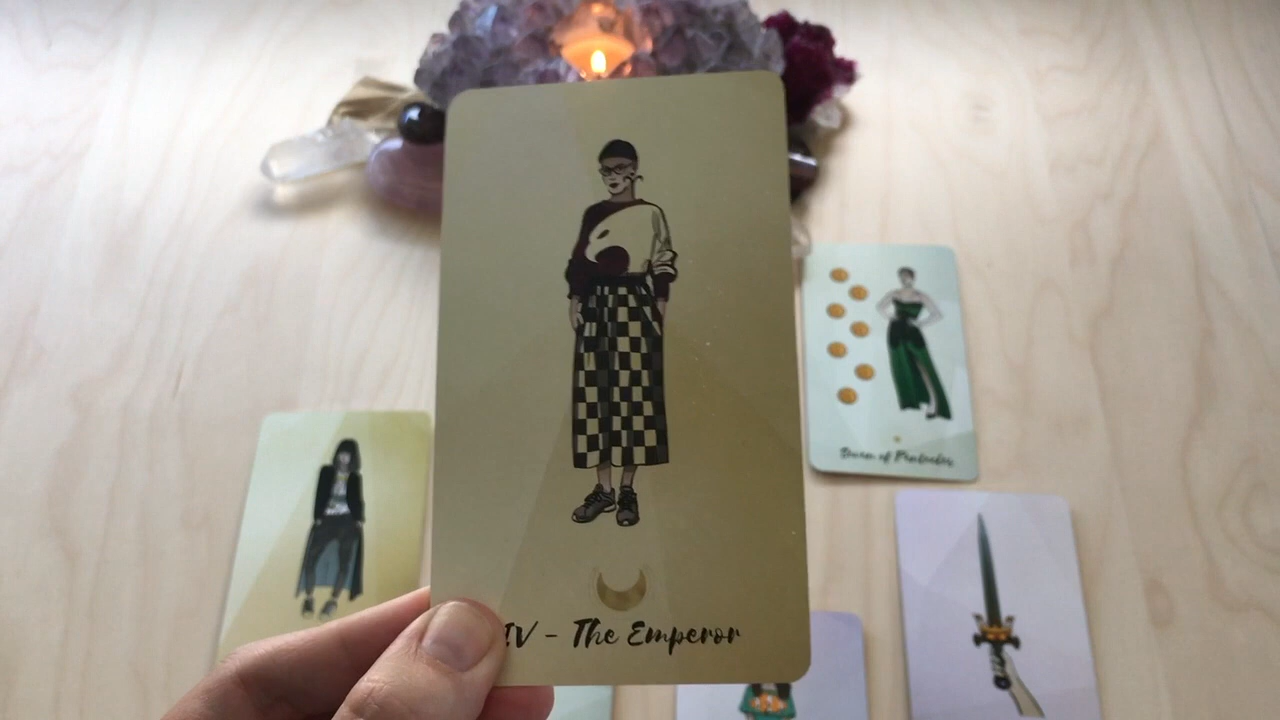 IV - The Emperor
Seven of Pentacles